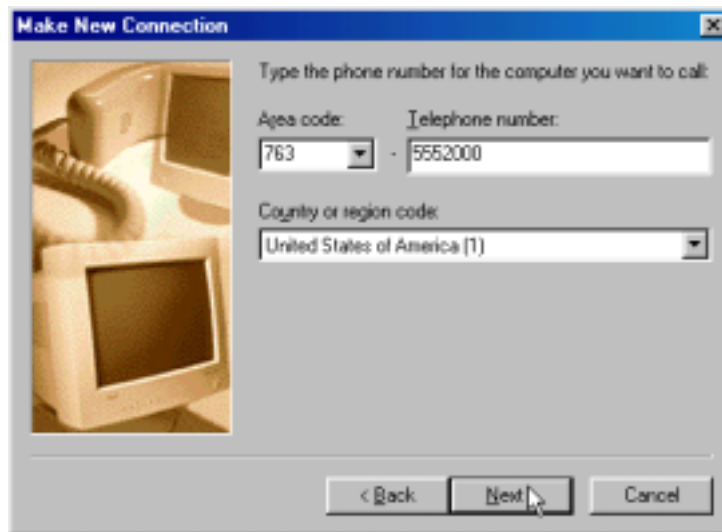 Make New Connection
Type the phone number for the computer you want to call:
Area code: Telephone number:
763 - 5552000
Country or region code:
United States of America (1)
< Back Next > Cancel